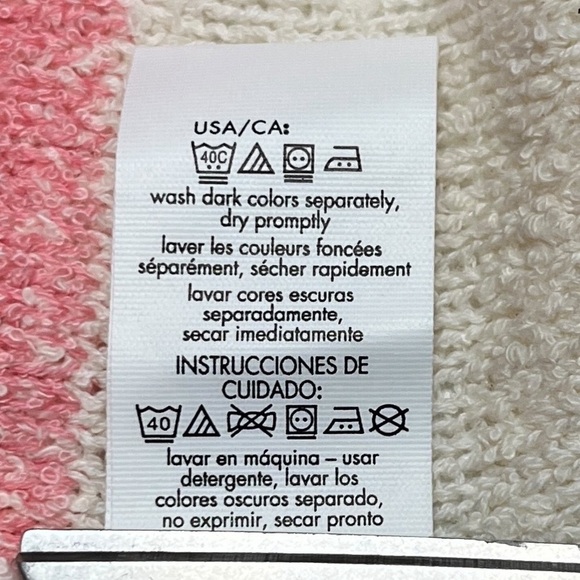 USA/CA:
40C
wash dark colors separately,
dry promptly
laver les couleurs foncées
séparément, sécher rapidement
lavar cores escuras
separadamente,
secar imediatamente
INSTRUCCIONES DE
CUIDADO:
40
lavar en máquina – usar
detergente, lavar los
colores oscuros separado,
no exprimir, secar pronto